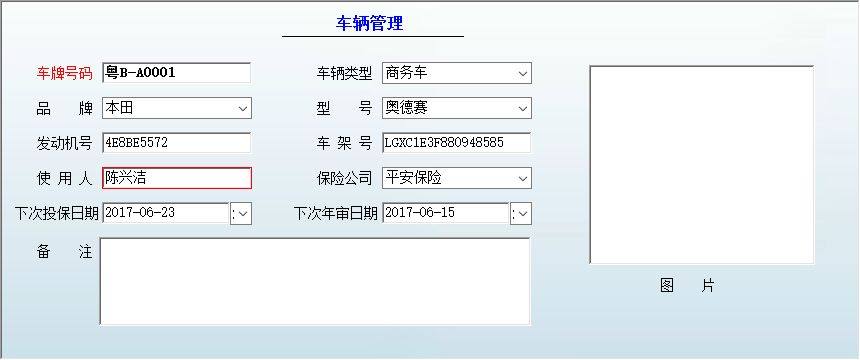 车辆管理
车牌号码 粤B-A0001 车辆类型 商务车
品 牌 本田 型 号 奥德赛
发动机号 4E8BE5572 车 架 号 LGXC1E3F880948585
使 用 人 陈兴洁 保险公司 平安保险
下次投保日期 2017-06-23 下次年审日期 2017-06-15
备 注
图 片